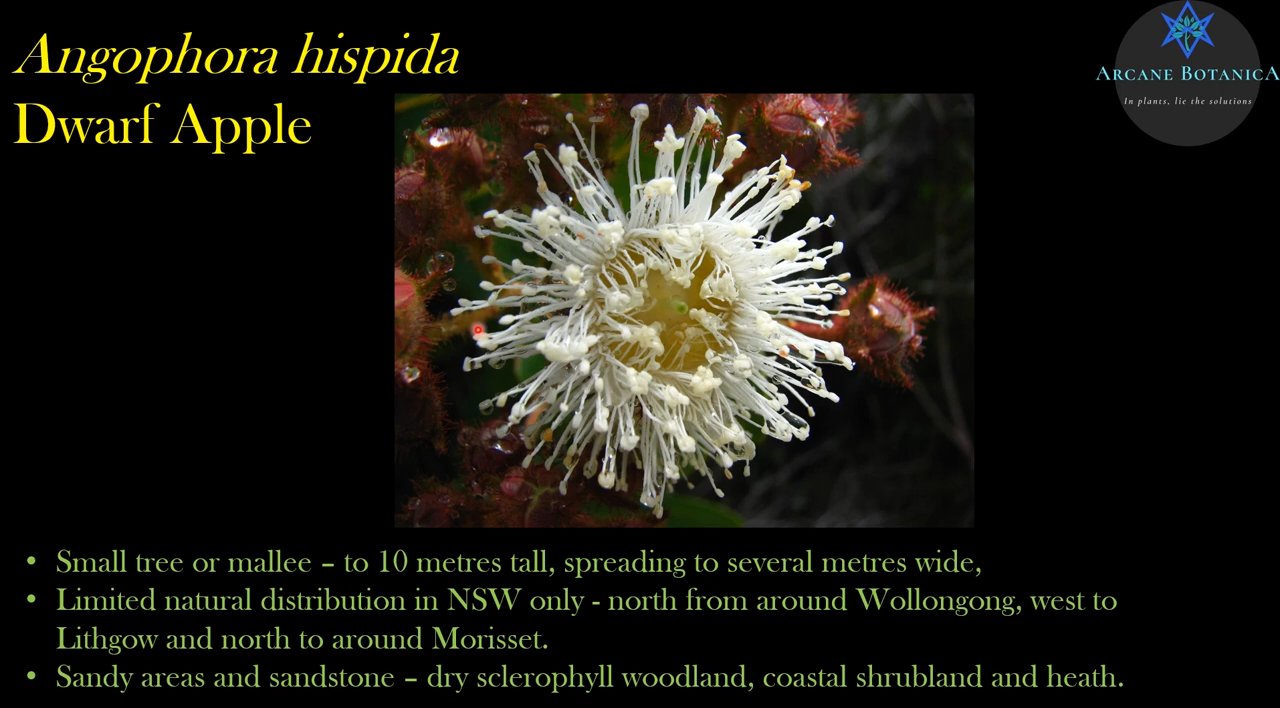 Angophora hispida
Dwarf Apple
ARCANE BOTANICA
In plants, lie the solutions
• Small tree or mallee – to 10 metres tall, spreading to several metres wide,
• Limited natural distribution in NSW only - north from around Wollongong, west to
Lithgow and north to around Morisset.
• Sandy areas and sandstone – dry sclerophyll woodland, coastal shrubland and heath.